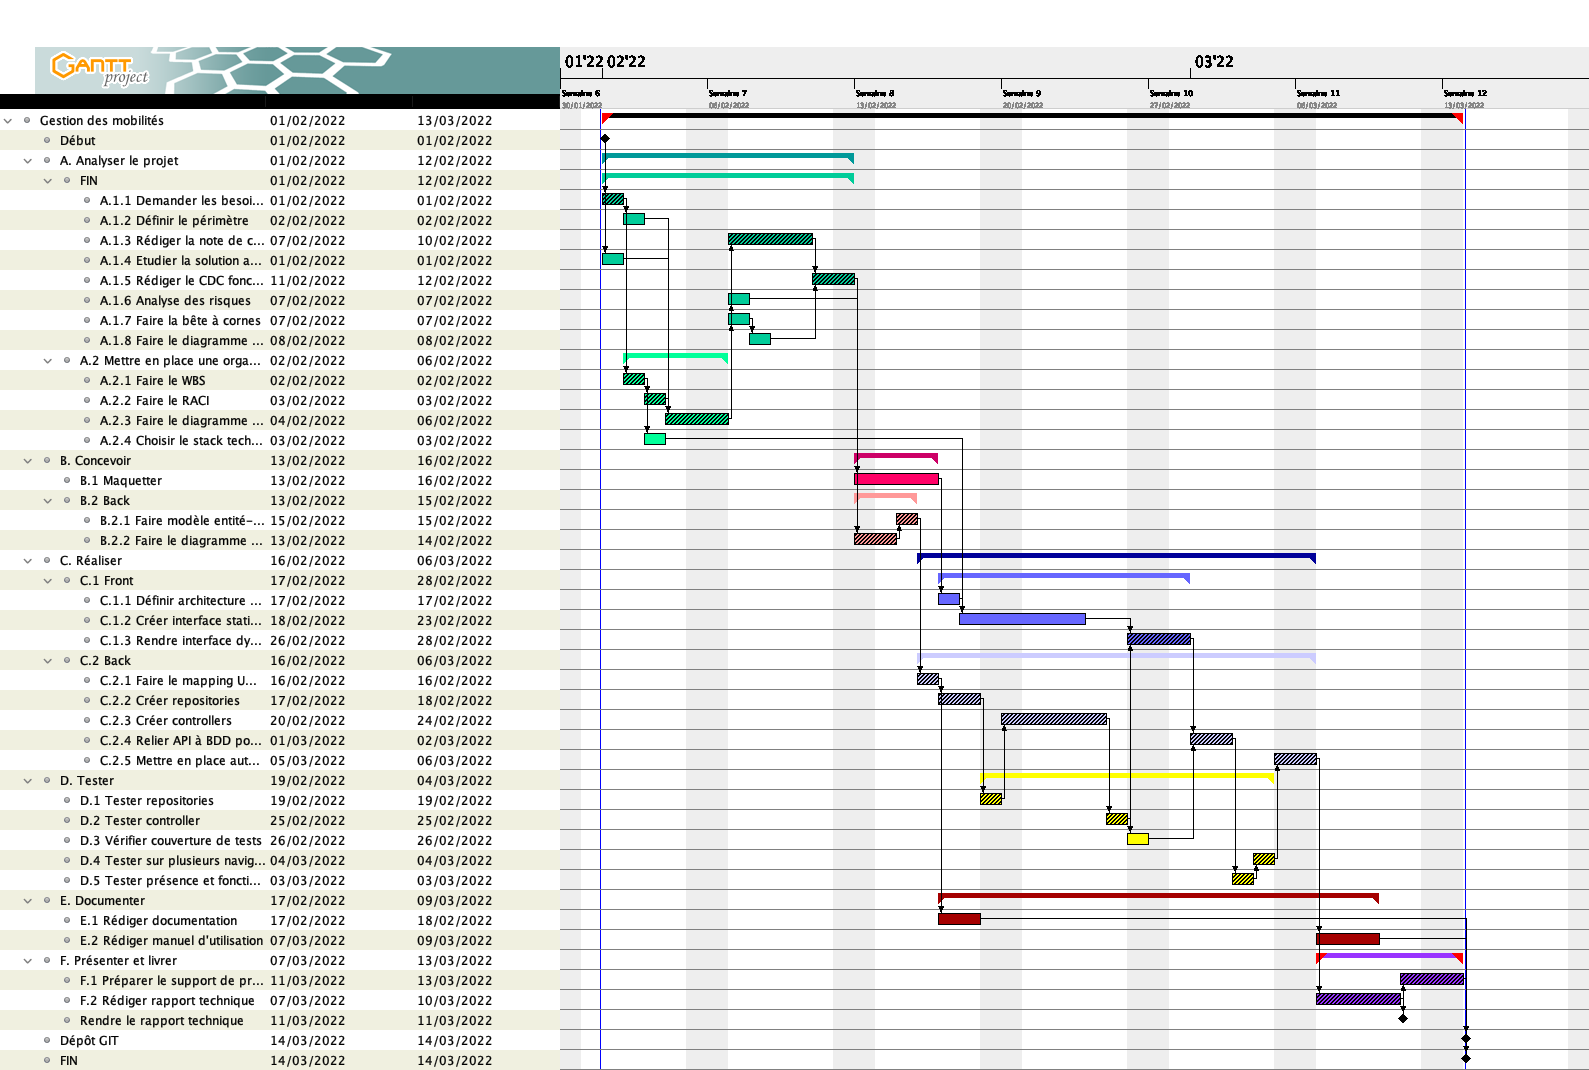 GANTT
project
01'22 02'22 03'22
Semaine 6 Semaine 7 Semaine 8 Semaine 9 Semaine 10 Semaine 11 Semaine 12
30/01/2022 06/02/2022 13/02/2022 20/02/2022 27/02/2022 06/03/2022 13/03/2022
Gestion des mobilités 01/02/2022 13/03/2022
Début 01/02/2022 01/02/2022
A. Analyser le projet 01/02/2022 12/02/2022
FIN 01/02/2022 12/02/2022
A.1.1 Demander les besoi... 01/02/2022 01/02/2022
A.1.2 Définir le périmètre 02/02/2022 02/02/2022
A.1.3 Rédiger la note de c... 07/02/2022 10/02/2022
A.1.4 Etudier la solution a... 01/02/2022 01/02/2022
A.1.5 Rédiger le CDC fonc... 11/02/2022 12/02/2022
A.1.6 Analyse des risques 07/02/2022 07/02/2022
A.1.7 Faire la bête à cornes 07/02/2022 07/02/2022
A.1.8 Faire le diagramme ... 08/02/2022 08/02/2022
A.2 Mettre en place une orga... 02/02/2022 06/02/2022
A.2.1 Faire le WBS 02/02/2022 02/02/2022
A.2.2 Faire le RACI 03/02/2022 03/02/2022
A.2.3 Faire le diagramme ... 04/02/2022 06/02/2022
A.2.4 Choisir le stack tech... 03/02/2022 03/02/2022
B. Concevoir 13/02/2022 16/02/2022
B.1 Maquetter 13/02/2022 16/02/2022
B.2 Back 13/02/2022 15/02/2022
B.2.1 Faire modèle entité-... 15/02/2022 15/02/2022
B.2.2 Faire le diagramme ... 13/02/2022 14/02/2022
C. Réaliser 16/02/2022 06/03/2022
C.1 Front 17/02/2022 28/02/2022
C.1.1 Définir architecture ... 17/02/2022 17/02/2022
C.1.2 Créer interface stati... 18/02/2022 23/02/2022
C.1.3 Rendre interface dy... 26/02/2022 28/02/2022
C.2 Back 16/02/2022 06/03/2022
C.2.1 Faire le mapping U... 16/02/2022 16/02/2022
C.2.2 Créer repositories 17/02/2022 18/02/2022
C.2.3 Créer controllers 20/02/2022 24/02/2022
C.2.4 Relier API à BDD po... 01/03/2022 02/03/2022
C.2.5 Mettre en place aut... 05/03/2022 06/03/2022
D. Tester 19/02/2022 04/03/2022
D.1 Tester repositories 19/02/2022 19/02/2022
D.2 Tester controller 25/02/2022 25/02/2022
D.3 Vérifier couverture de tests 26/02/2022 26/02/2022
D.4 Tester sur plusieurs navig... 04/03/2022 04/03/2022
D.5 Tester présence et foncti... 03/03/2022 03/03/2022
E. Documenter 17/02/2022 09/03/2022
E.1 Rédiger documentation 17/02/2022 18/02/2022
E.2 Rédiger manuel d'utilisation 07/03/2022 09/03/2022
F. Présenter et livrer 07/03/2022 13/03/2022
F.1 Préparer le support de pr... 11/03/2022 13/03/2022
F.2 Rédiger rapport technique 07/03/2022 10/03/2022
Rendre le rapport technique 11/03/2022 11/03/2022
Dépôt GIT 14/03/2022 14/03/2022
FIN 14/03/2022 14/03/2022